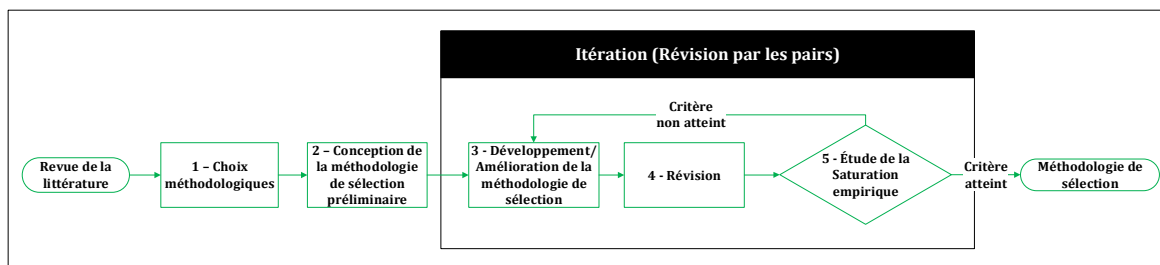 Itération (Révision par les pairs)
Revue de la
littérature
1 – Choix
méthodologiques
2 – Conception de
la méthodologie
de sélection
préliminaire
3 - Développement/
Amélioration de la
méthodologie de
sélection
4 - Révision
Critère
non atteint
5 - Étude de la
Saturation
empirique
Critère
atteint
Méthodologie de
sélection